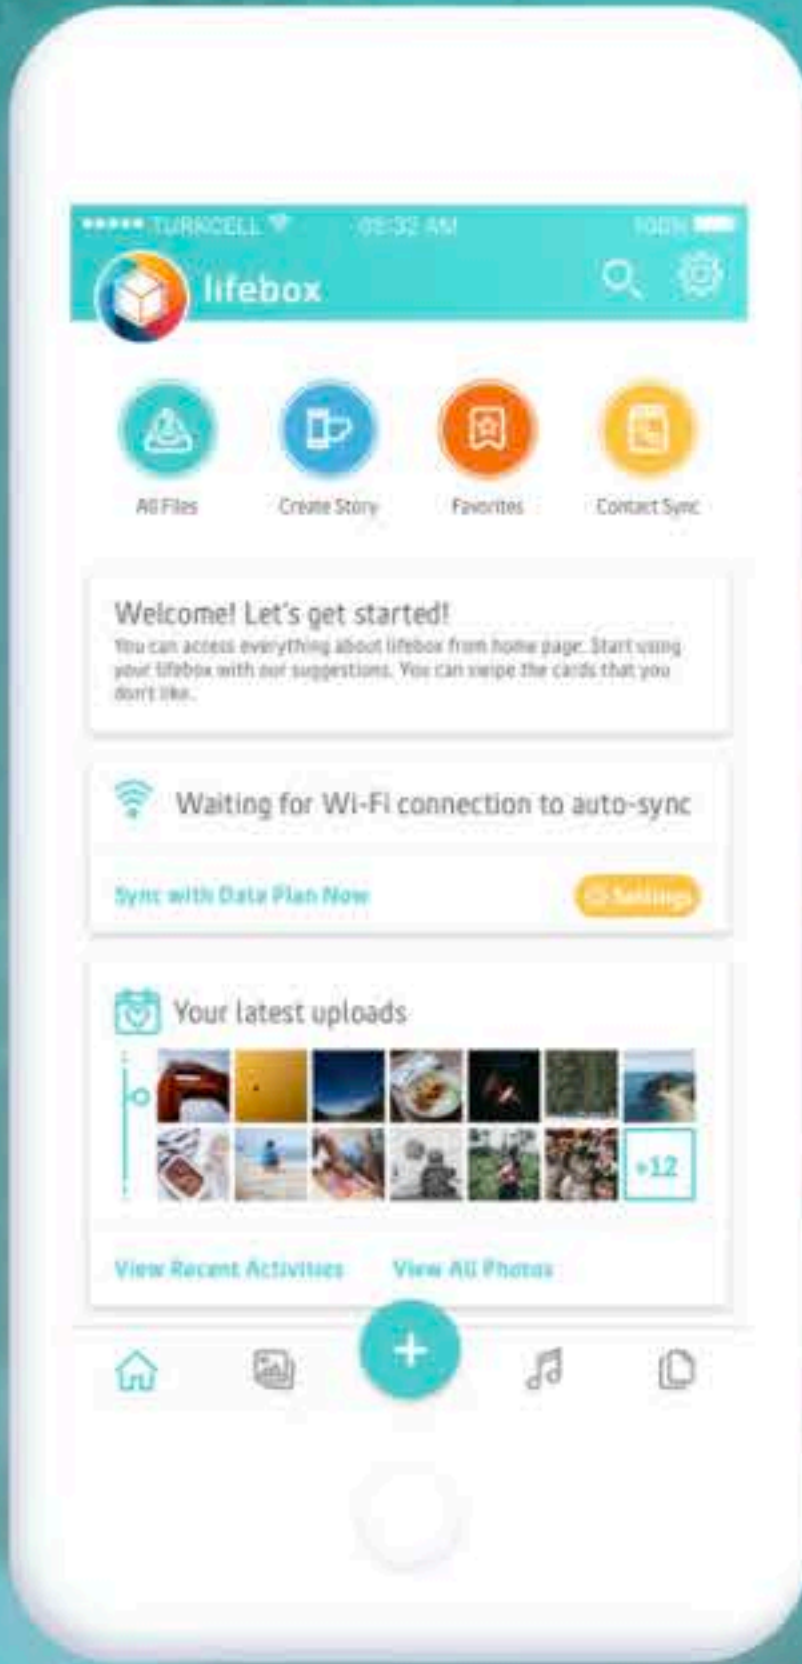 TURKCELL 05:32 AM 100%
lifebox
All Files Create Story Favorites Contact Sync
Welcome! Let's get started!
You can access everything about lifebox from home page. Start using
your lifebox with our suggestions. You can swipe the cards that you
don't like.
Waiting for Wi-Fi connection to auto-sync
Sync with Data Plan Now Settings
Your latest uploads
+12
View Recent Activities View All Photos